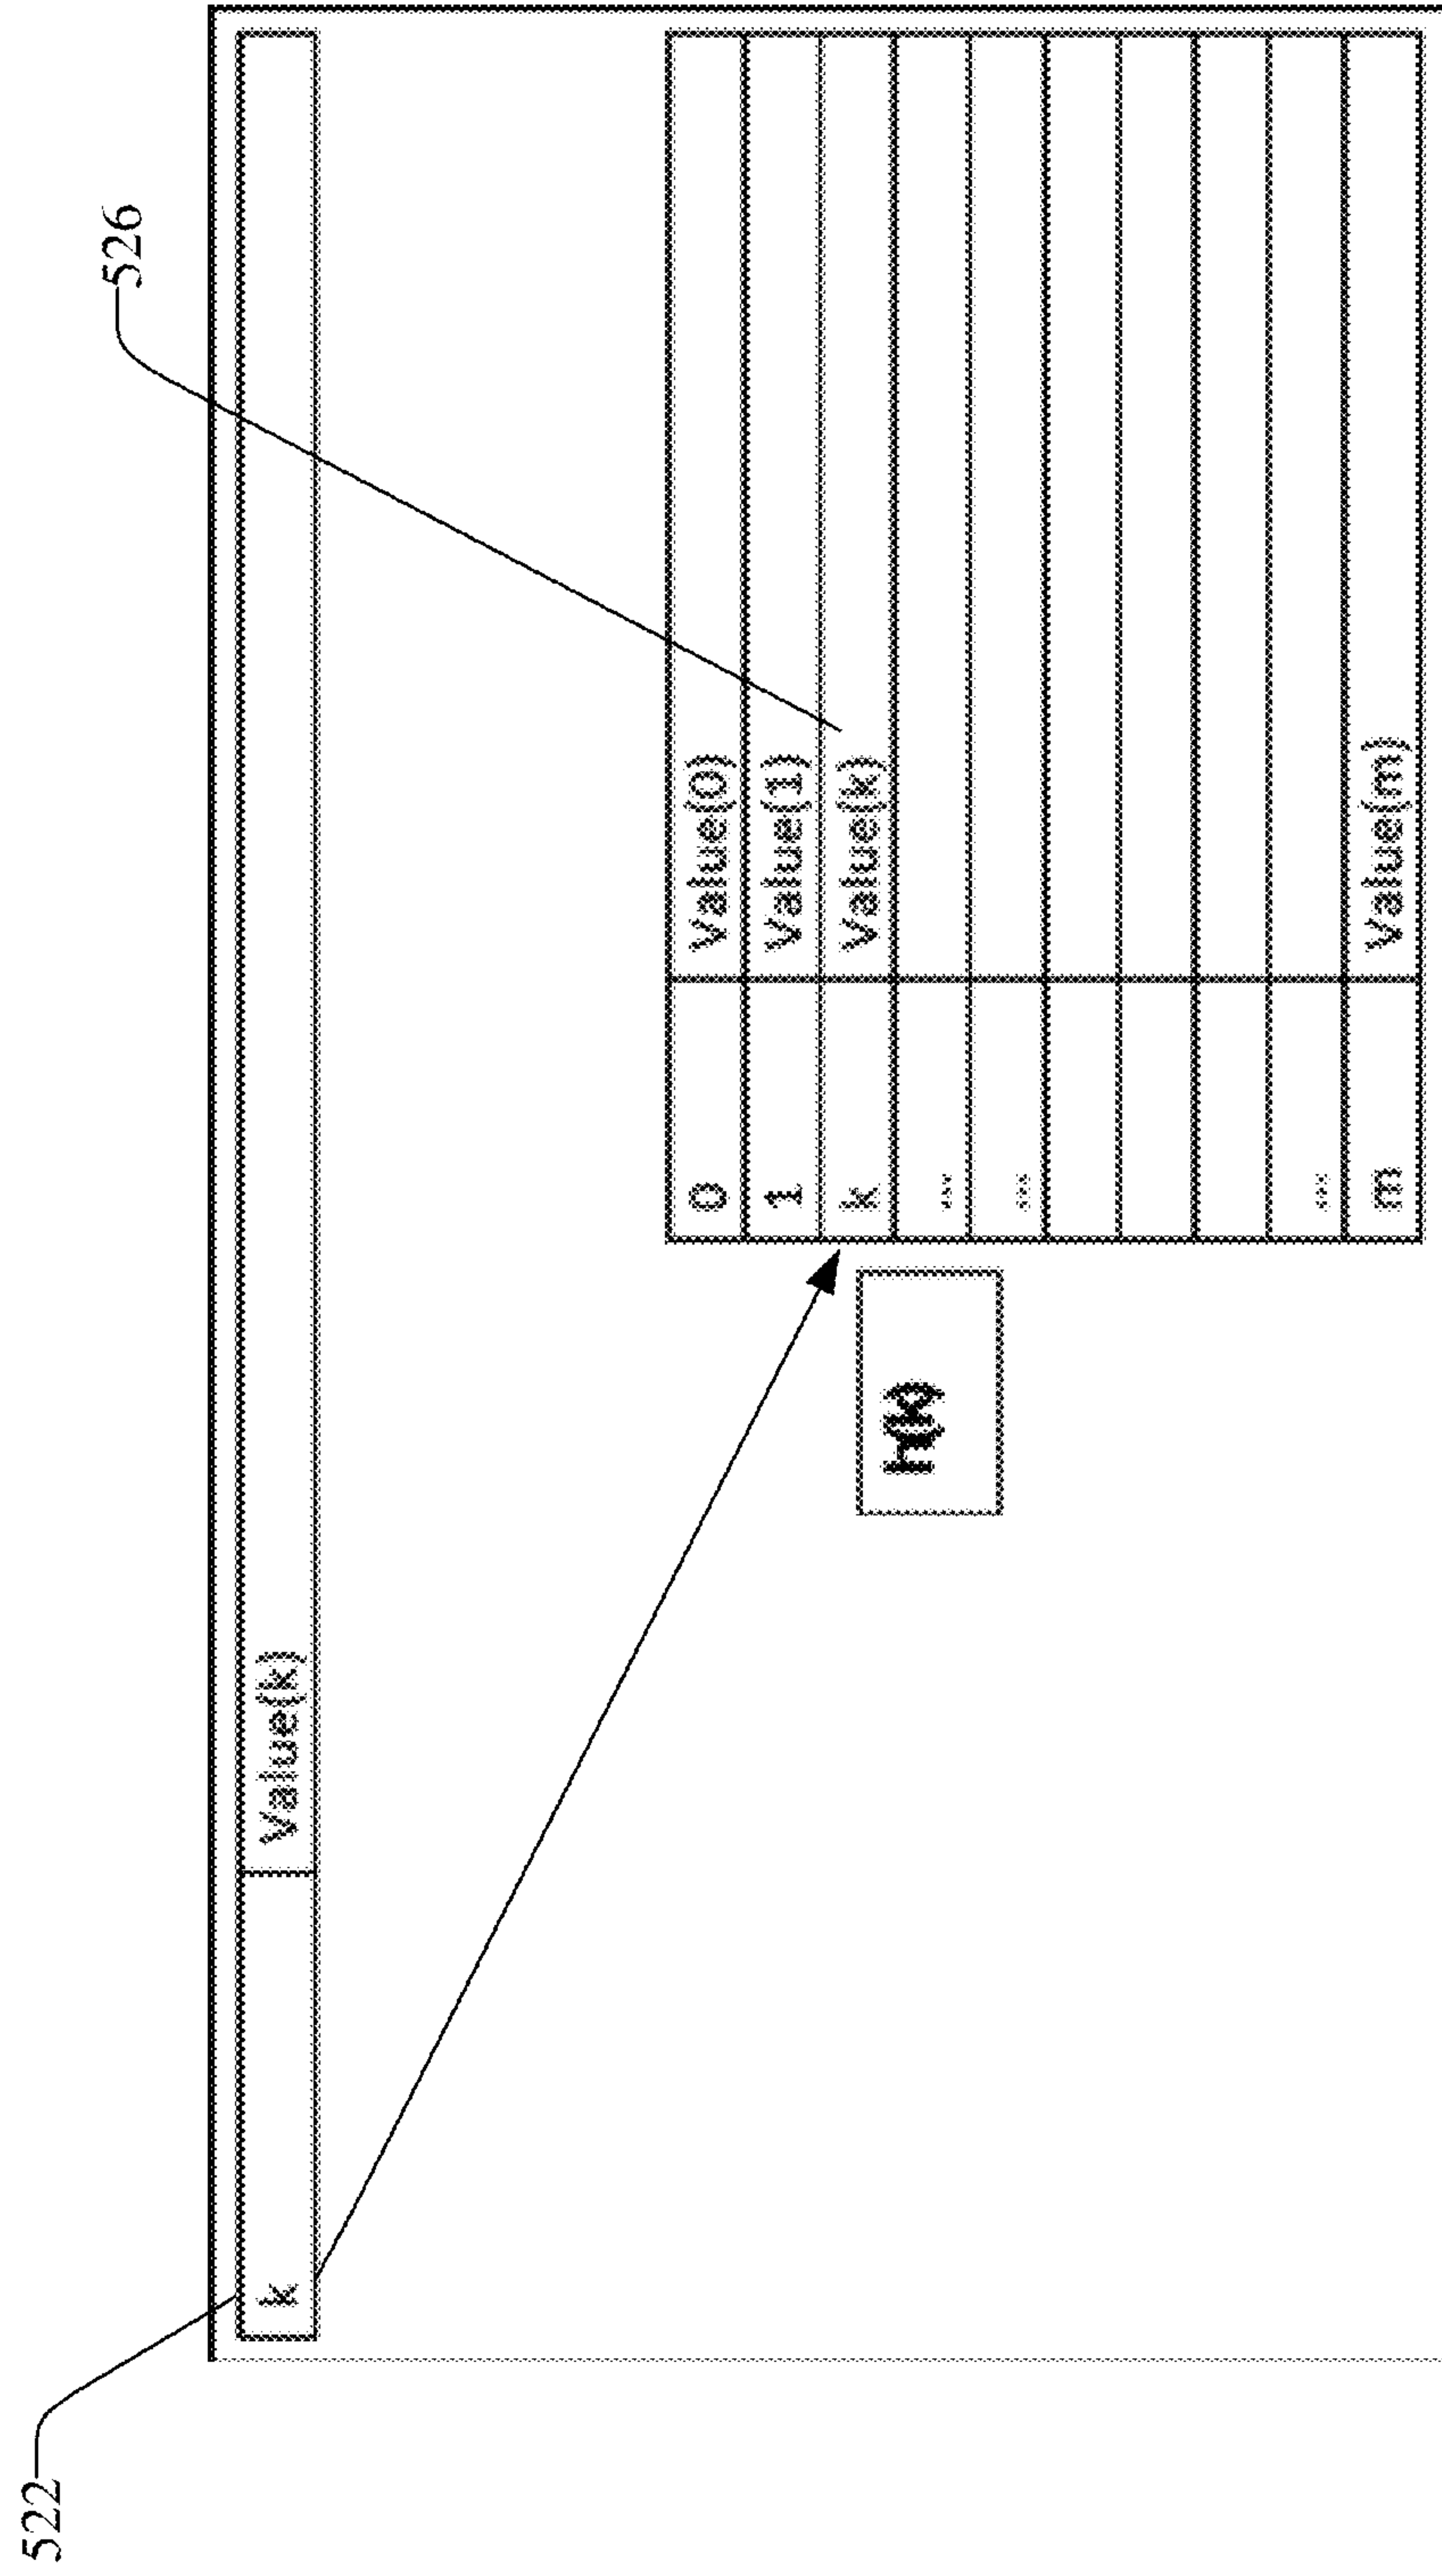 522
526
k Value(k)
0 Value(0)
1 Value(1)
k Value(k)
...
...
...
m Value(m)
h(k)